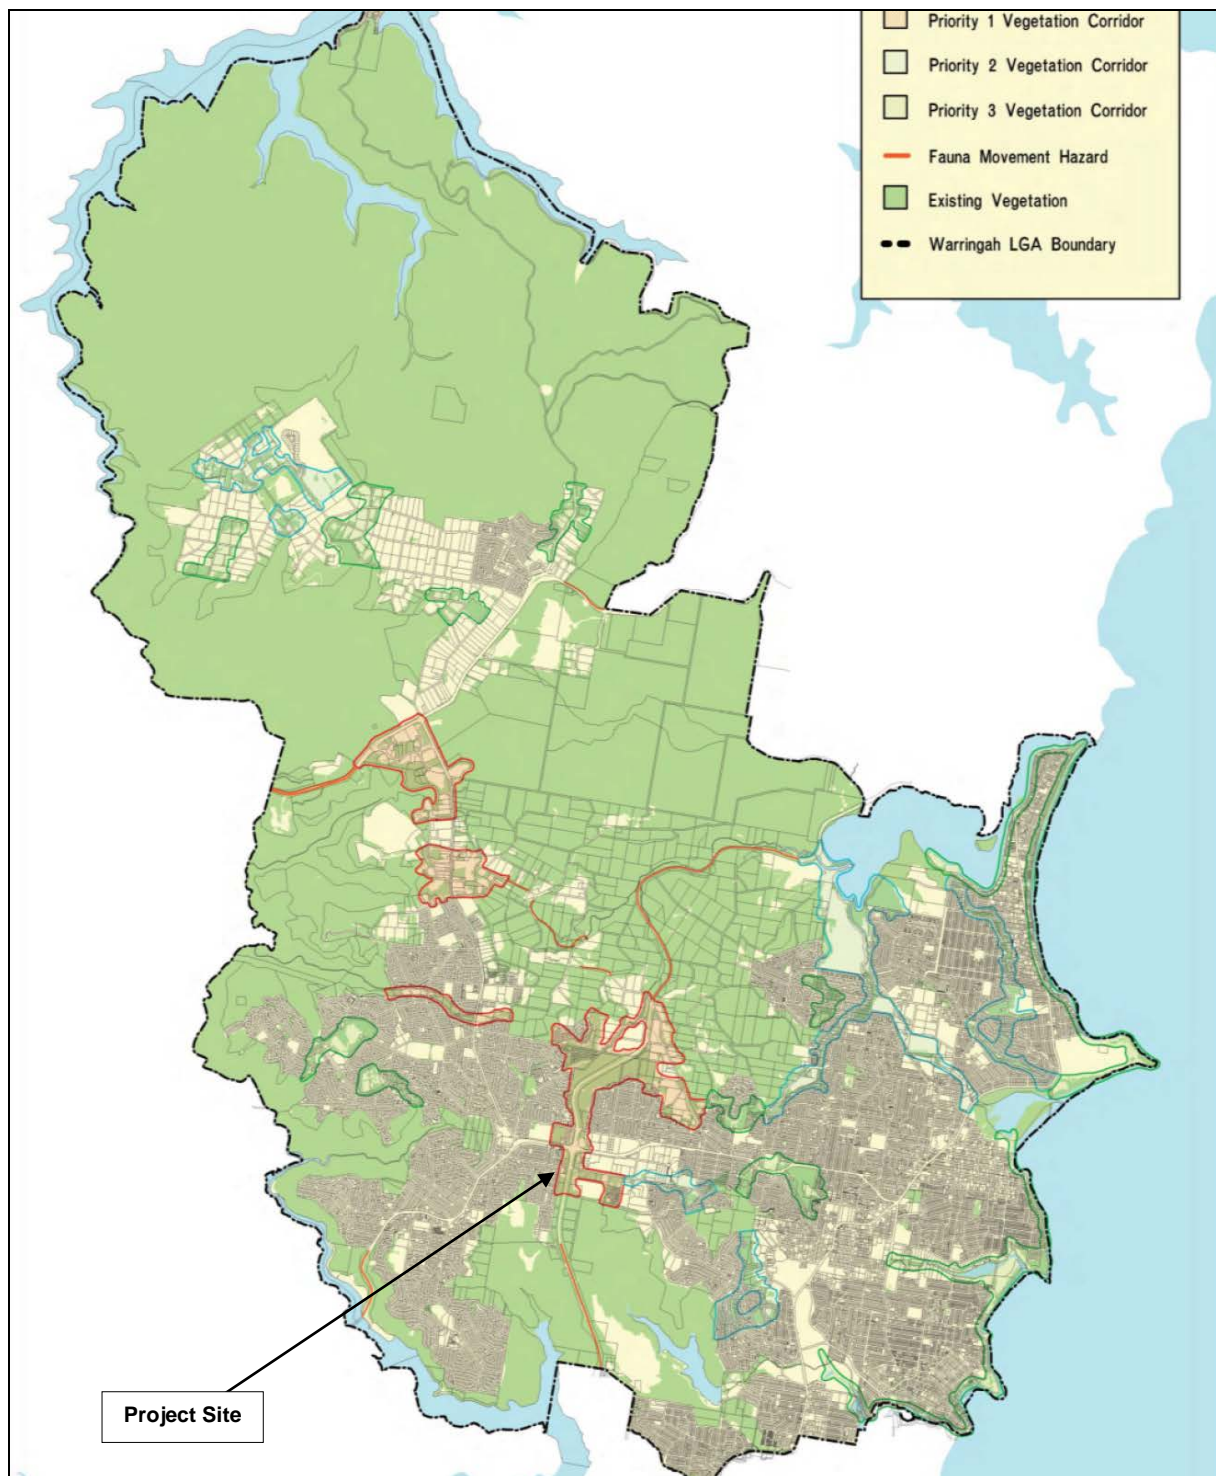 Priority 1 Vegetation Corridor
Priority 2 Vegetation Corridor
Priority 3 Vegetation Corridor
Fauna Movement Hazard
Existing Vegetation
Warringah LGA Boundary
Project Site